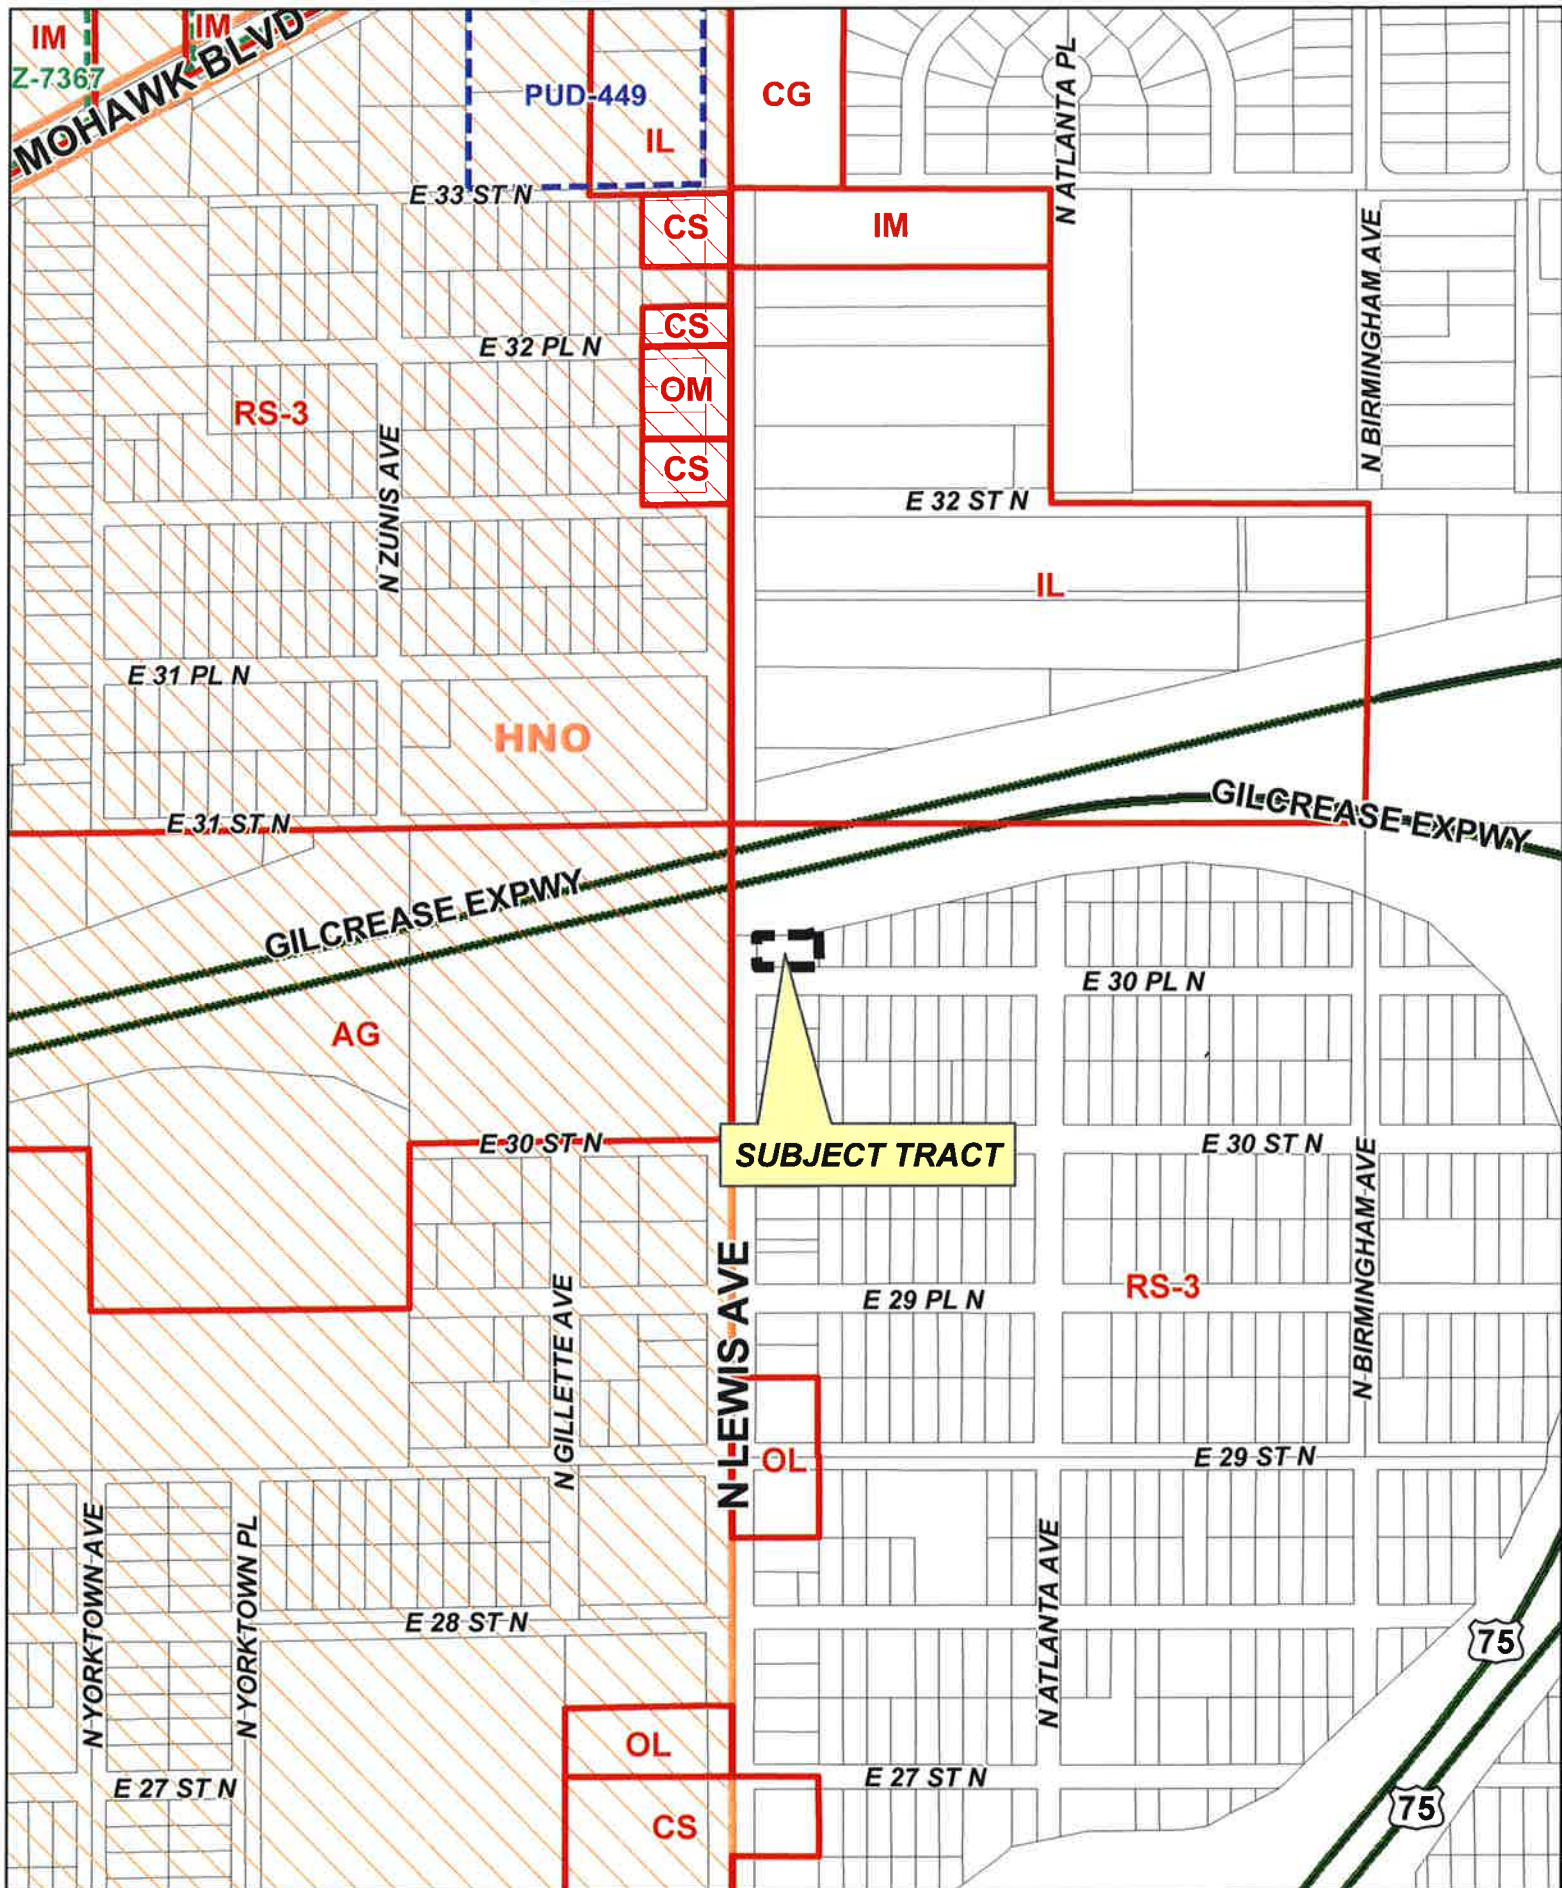 IM
IM
Z-7367
MOHAWK BLVD
PUD-449
CG
IL
N ATLANTA PL
E 33 ST N
CS
IM
N BIRMINGHAM AVE
CS
E 32 PL N
OM
RS-3
CS
N ZUNIS AVE
E 32 ST N
IL
E 31 PL N
HNO
GILCREASE EXPWY
E 31 ST N
GILCREASE EXPWY
E 30 PL N
AG
E 30 ST N
SUBJECT TRACT
E 30 ST N
N BIRMINGHAM AVE
N LEWIS AVE
N GILLETTE AVE
RS-3
E 29 PL N
OL
E 29 ST N
N YORKTOWN AVE
N YORKTOWN PL
N ATLANTA AVE
E 28 ST N
75
OL
E 27 ST N
E 27 ST N
75
CS